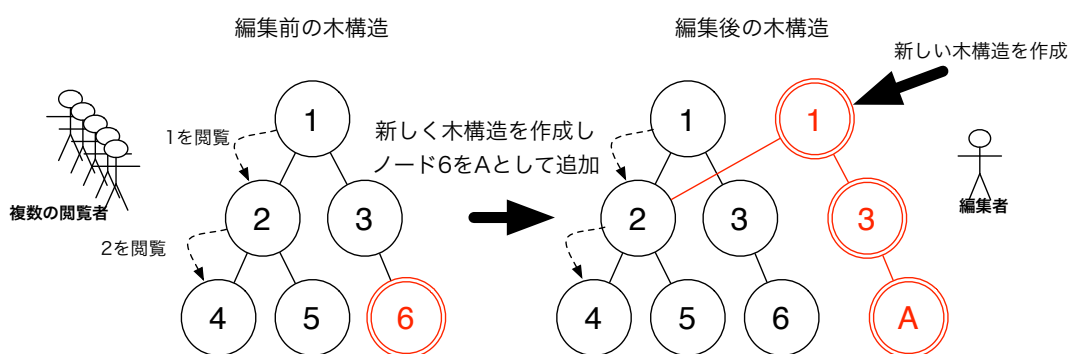 編集前の木構造
編集後の木構造
新しい木構造を作成
1
1を閲覧
新しく木構造を作成し
ノード6をAとして追加
1
1
複数の閲覧者
2
3
2
3
3
編集者
2を閲覧
4
5
6
4
5
6
A